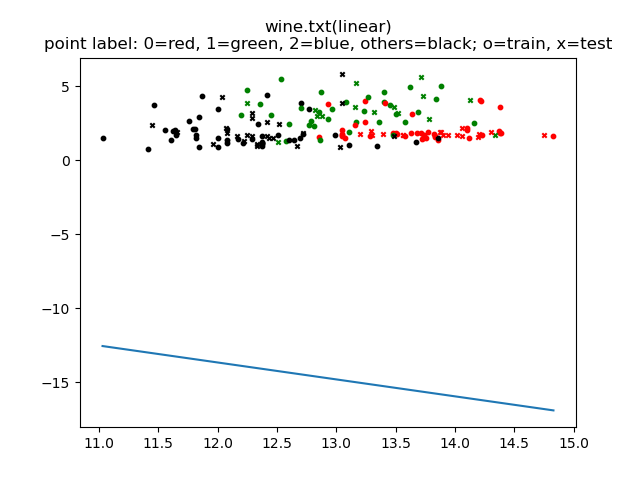 wine.txt(linear)
point label: 0=red, 1=green, 2=blue, others=black; o=train, x=test
5
0
−5
−10
−15
11.0 11.5 12.0 12.5 13.0 13.5 14.0 14.5 15.0